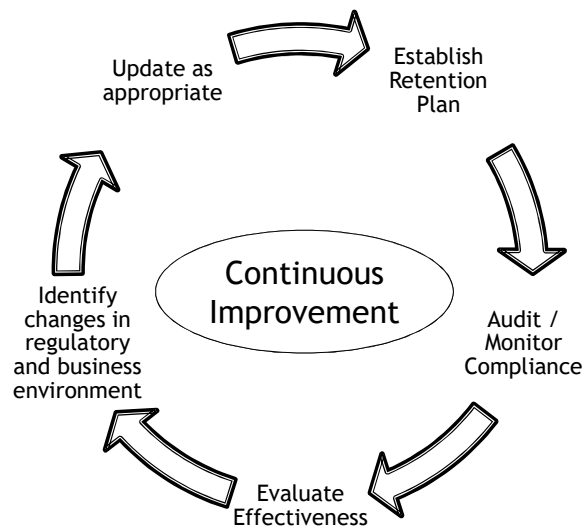 Update as
appropriate
Establish
Retention
Plan
Continuous
Improvement
Identify
changes in
regulatory
and business
environment
Audit /
Monitor
Compliance
Evaluate
Effectiveness